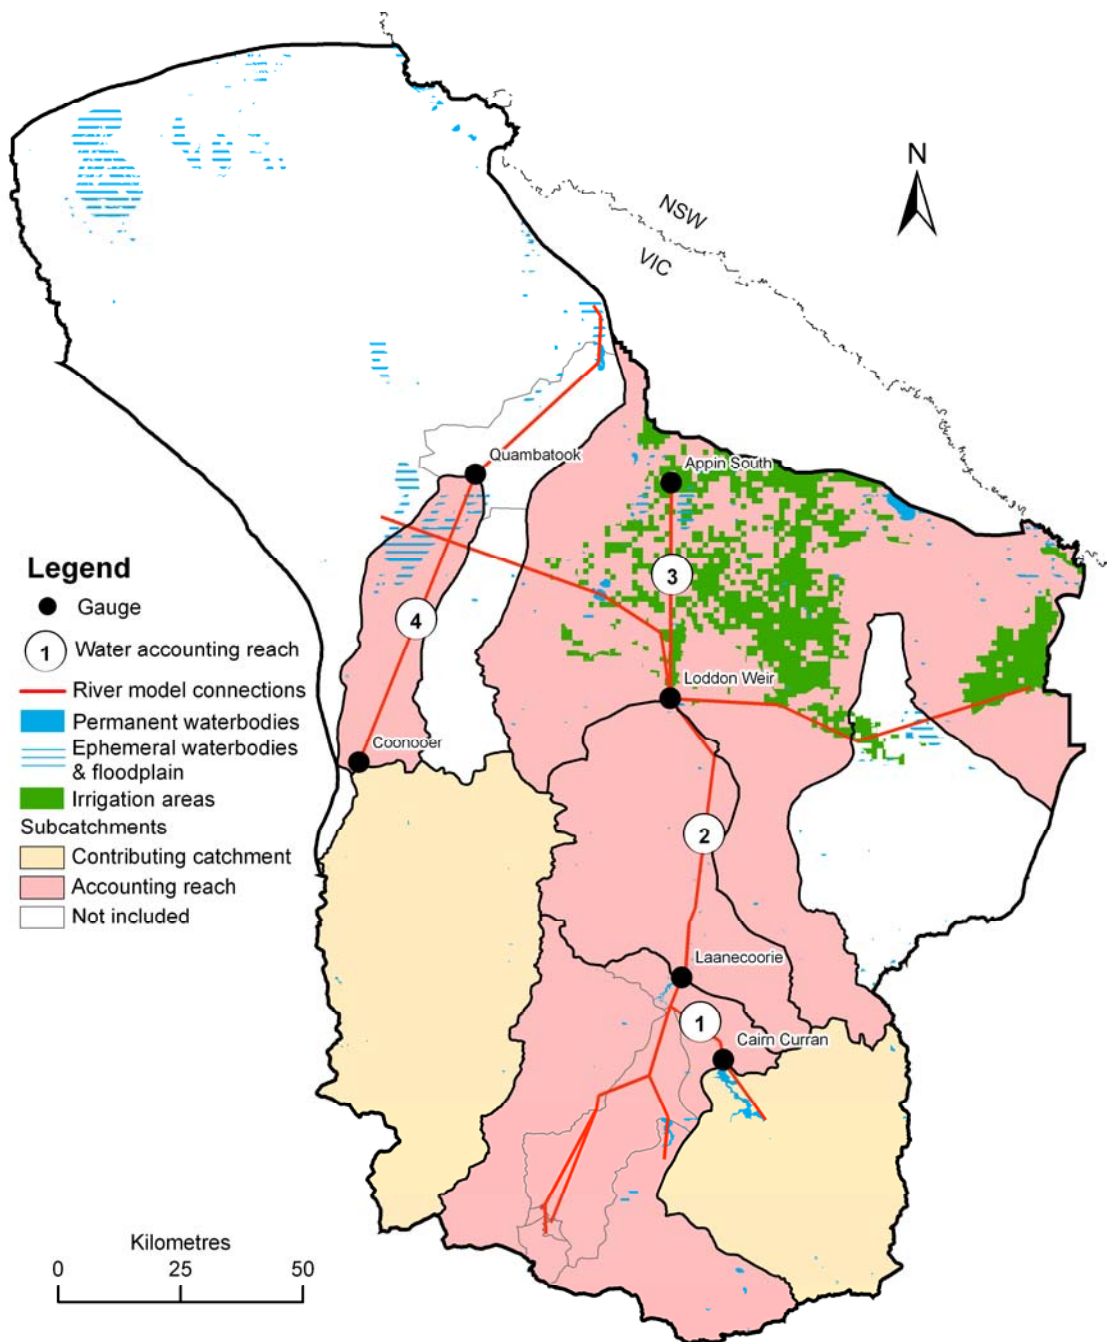 N
NSW
VIC
Quambatook
Appin South
3
4
Loddon Weir
Coonooer
2
Laanecoorie
1
Cairn Curran
Legend
Gauge
1 Water accounting reach
River model connections
Permanent waterbodies
Ephemeral waterbodies
& floodplain
Irrigation areas
Subcatchments
Contributing catchment
Accounting reach
Not included
Kilometres
0 25 50